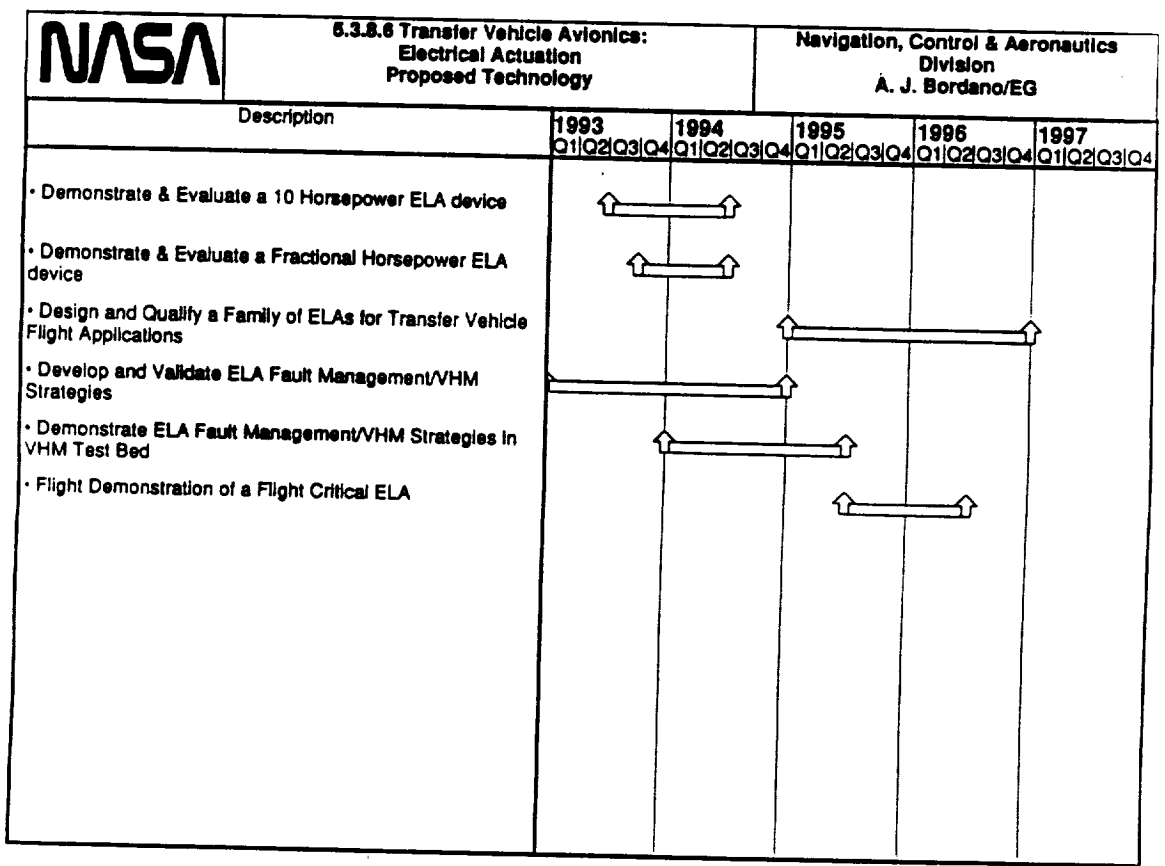 NASA
5.3.8.6 Transfer Vehicle Avionics:
Electrical Actuation
Proposed Technology
Navigation, Control & Aeronautics
Division
A. J. Bordano/EG
Description
1993
1994
1995
1996
1997
Q1|Q2|Q3|Q4|Q1|Q2|Q3|Q4|Q1|Q2|Q3|Q4|Q1|Q2|Q3|Q4|Q1|Q2|Q3|Q4
· Demonstrate & Evaluate a 10 Horsepower ELA device
· Demonstrate & Evaluate a Fractional Horsepower ELA
device
· Design and Qualify a Family of ELAs for Transfer Vehicle
Flight Applications
· Develop and Validate ELA Fault Management/VHM
Strategies
· Demonstrate ELA Fault Management/VHM Strategies in
VHM Test Bed
· Flight Demonstration of a Flight Critical ELA